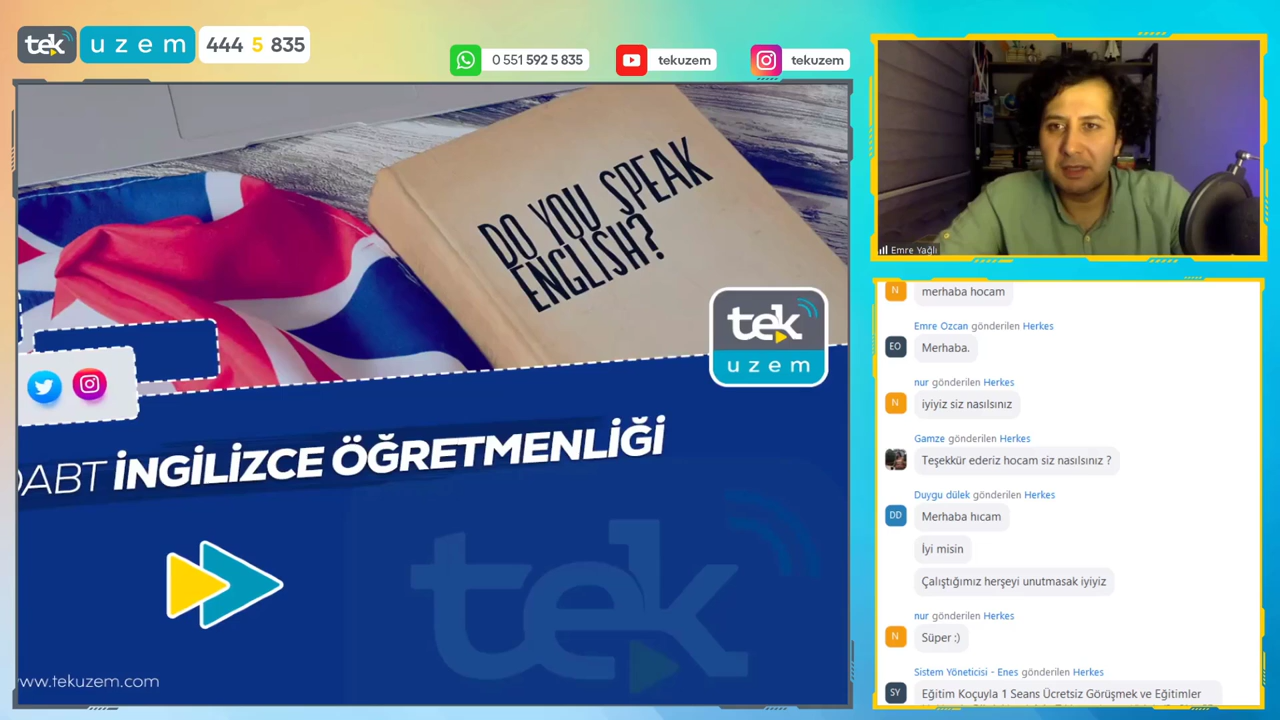 tek
uzem
444 5 835
0 551 592 5 835
tekuzem
tekuzem
DO YOU SPEAK
ENGLISH?
tek
uzem
ÖABT İNGİLİZCE ÖĞRETMENLİĞİ
tek
www.tekuzem.com
Emre Yağlı
N
merhaba hocam
Emre Ozcan gönderilen Herkes
EO
Merhaba.
nur gönderilen Herkes
N
iyiyiz siz nasılsınız
Gamze gönderilen Herkes
Teşekkür ederiz hocam siz nasılsınız ?
Duygu dülek gönderilen Herkes
DD
Merhaba hıcam
İyi misin
Çalıştığımız herşeyi unutmasak iyiyiz
nur gönderilen Herkes
N
Süper :)
Sistem Yöneticisi - Enes gönderilen Herkes
SY
Eğitim Koçuyla 1 Seans Ücretsiz Görüşmek ve Eğitimler